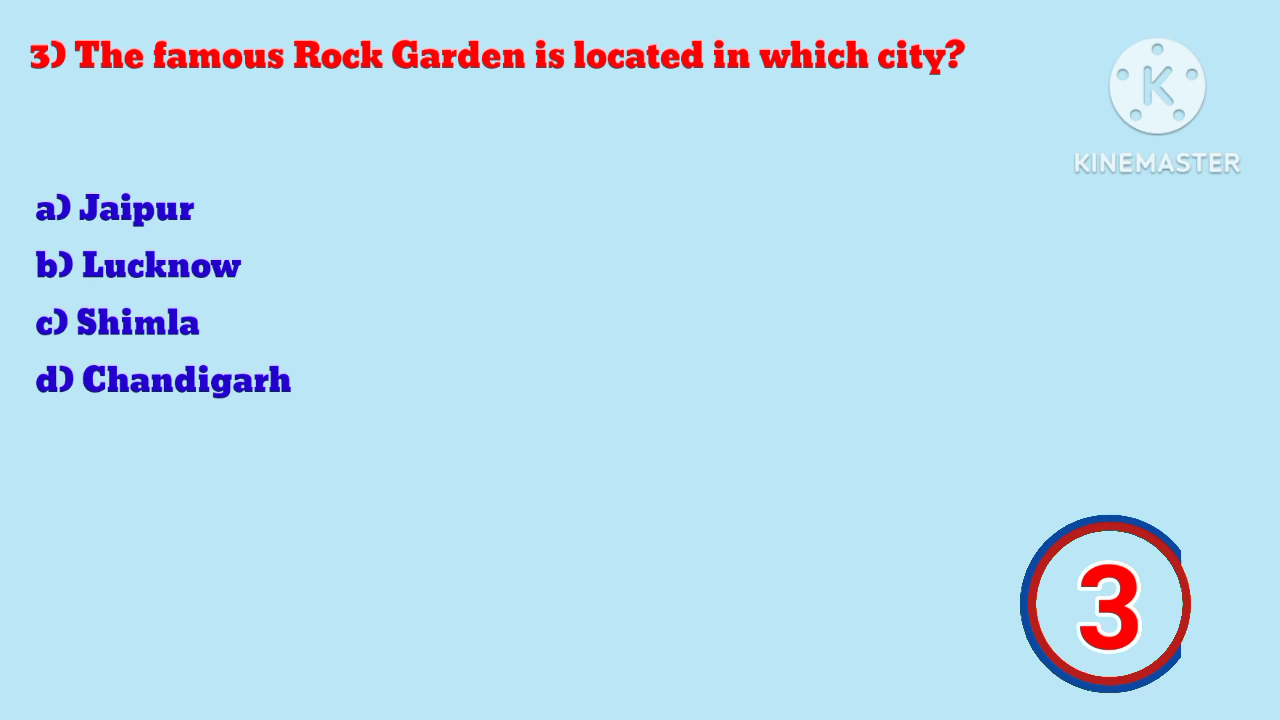 3) The famous Rock Garden is located in which city?
K
KINEMASTER
a) Jaipur
b) Lucknow
c) Shimla
d) Chandigarh
3